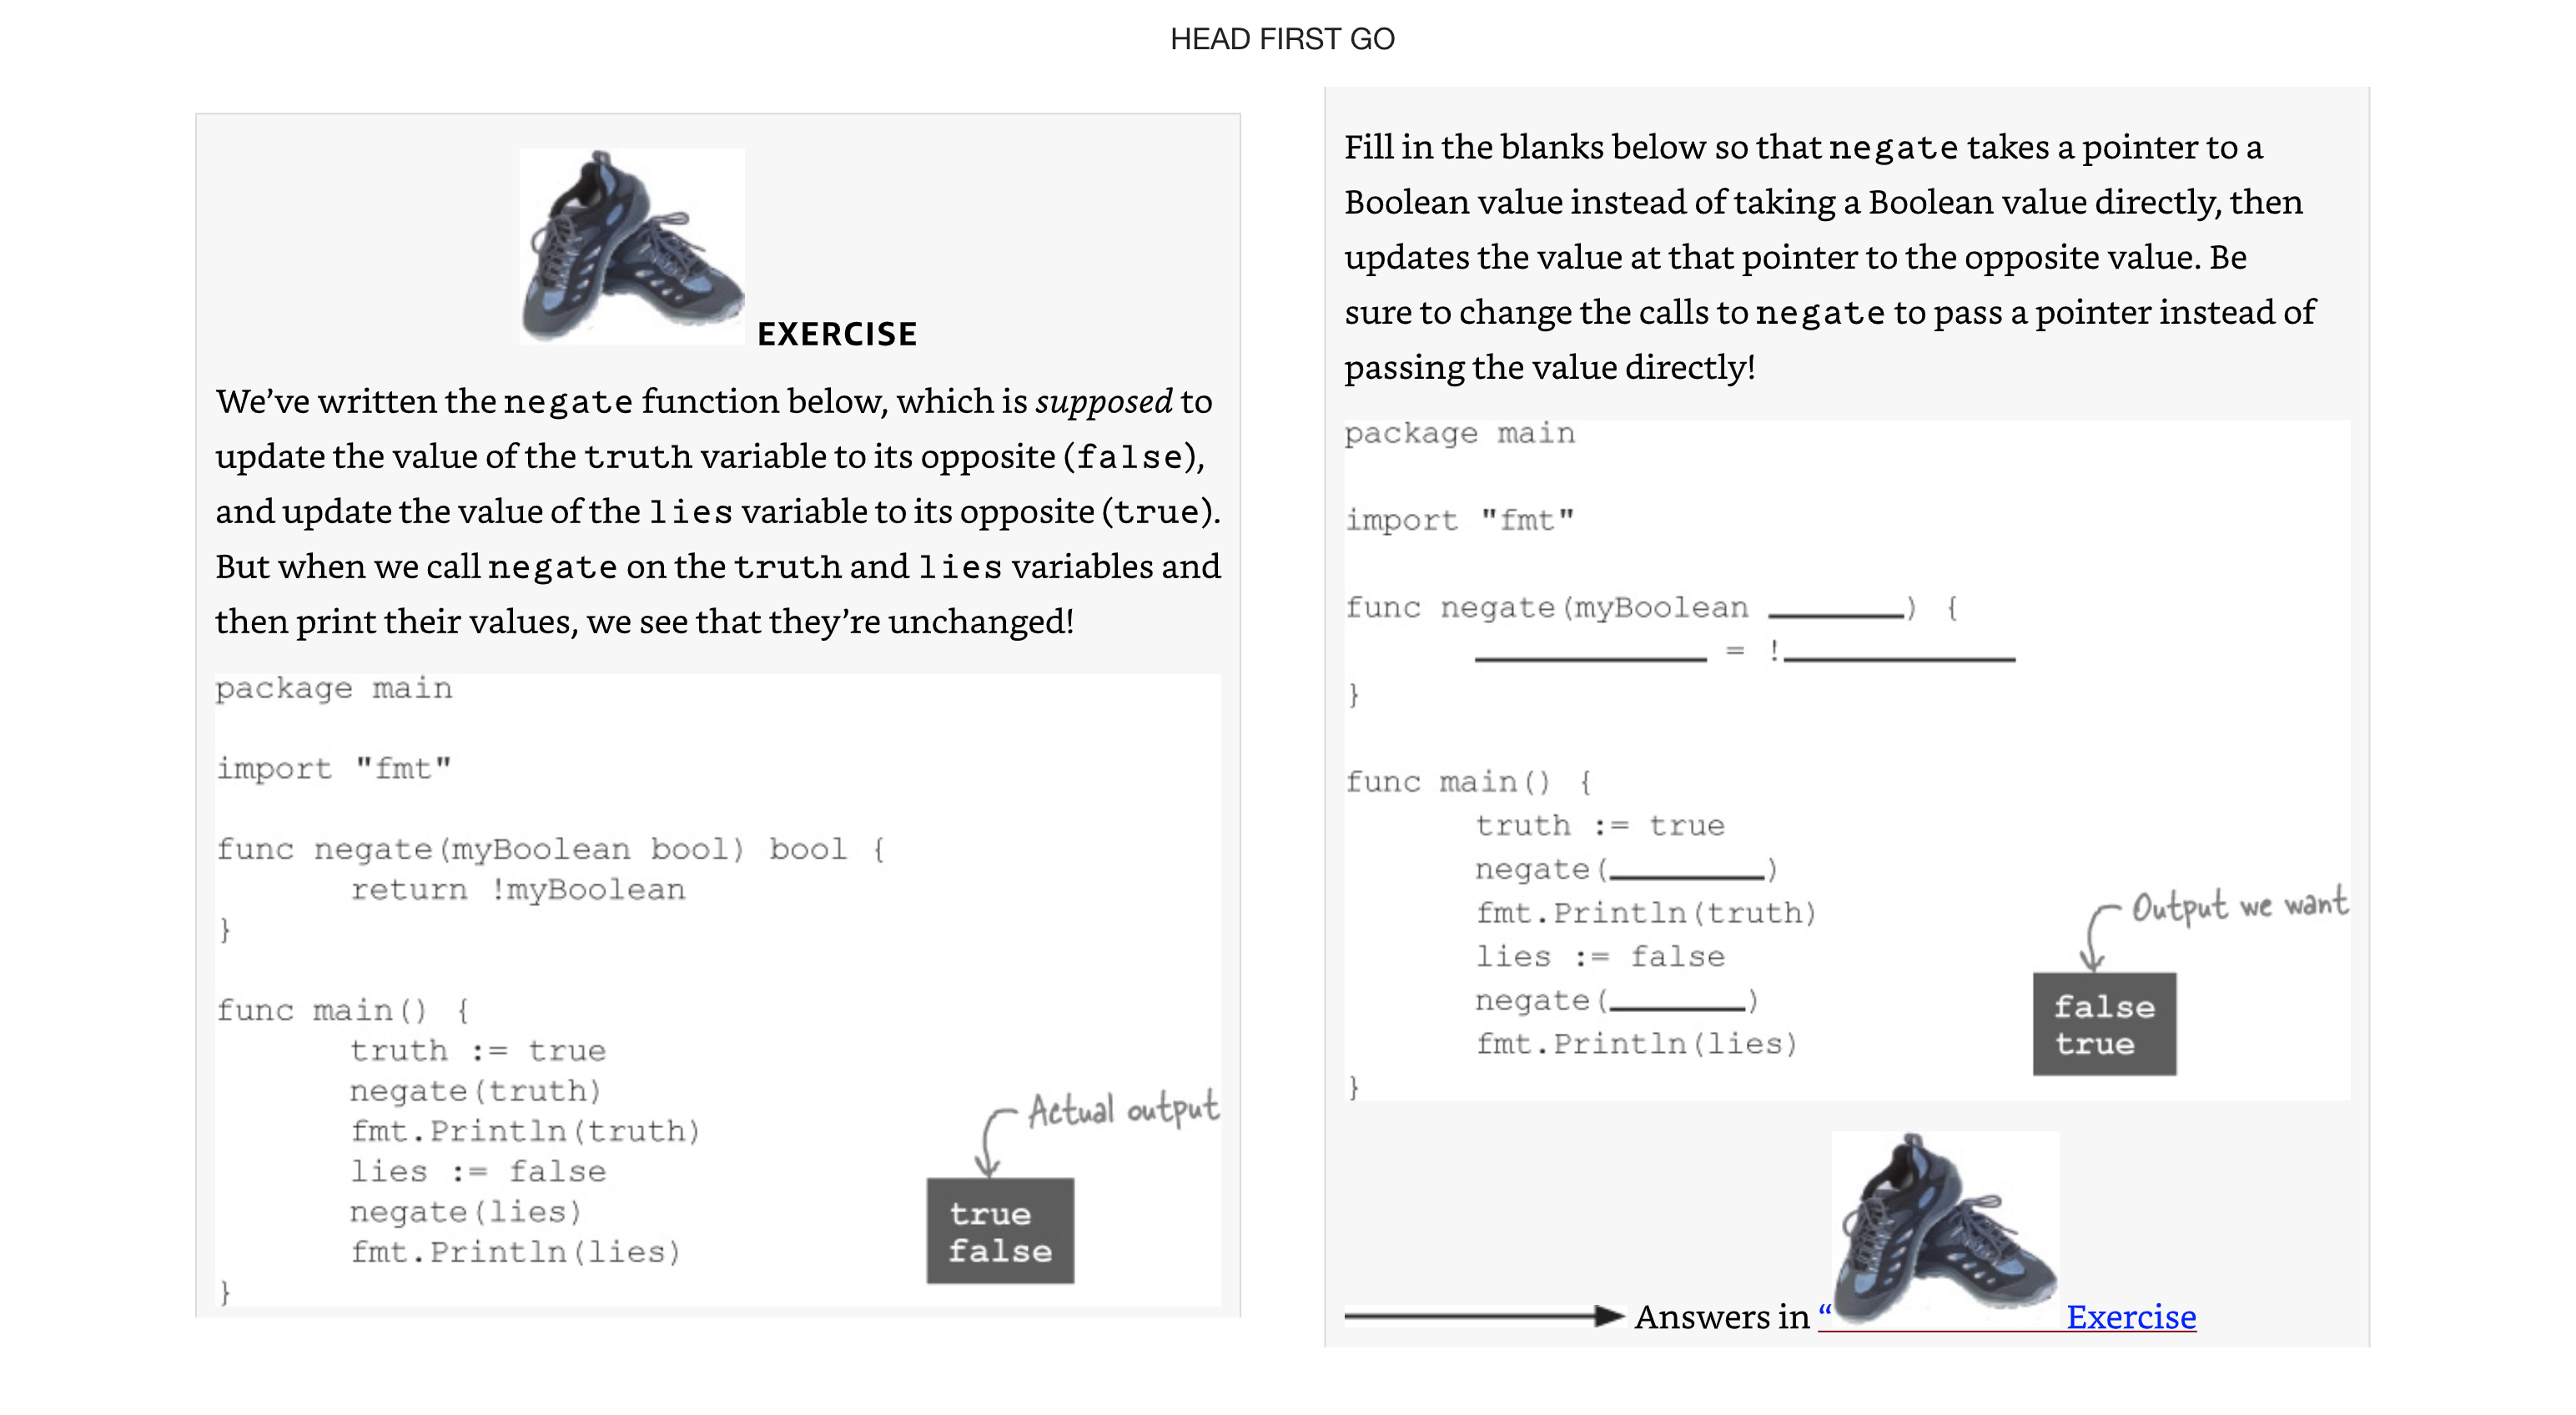 HEAD FIRST GO
EXERCISE
We’ve written the negate function below, which is supposed to
update the value of the truth variable to its opposite (false),
and update the value of the lies variable to its opposite (true).
But when we call negate on the truth and lies variables and
then print their values, we see that they’re unchanged!
package main
import "fmt"
func negate(myBoolean bool) bool {
return !myBoolean
}
func main() {
truth := true
negate(truth)
fmt.Println(truth)
lies := false
negate(lies)
fmt.Println(lies)
}
Actual output
true
false
Fill in the blanks below so that negate takes a pointer to a
Boolean value instead of taking a Boolean value directly, then
updates the value at that pointer to the opposite value. Be
sure to change the calls to negate to pass a pointer instead of
passing the value directly!
package main
import "fmt"
func negate(myBoolean ______) {
__________ = !__________
}
func main() {
truth := true
negate(_______)
fmt.Println(truth)
lies := false
negate(______)
fmt.Println(lies)
}
Output we want
false
true
Answers in “ Exercise